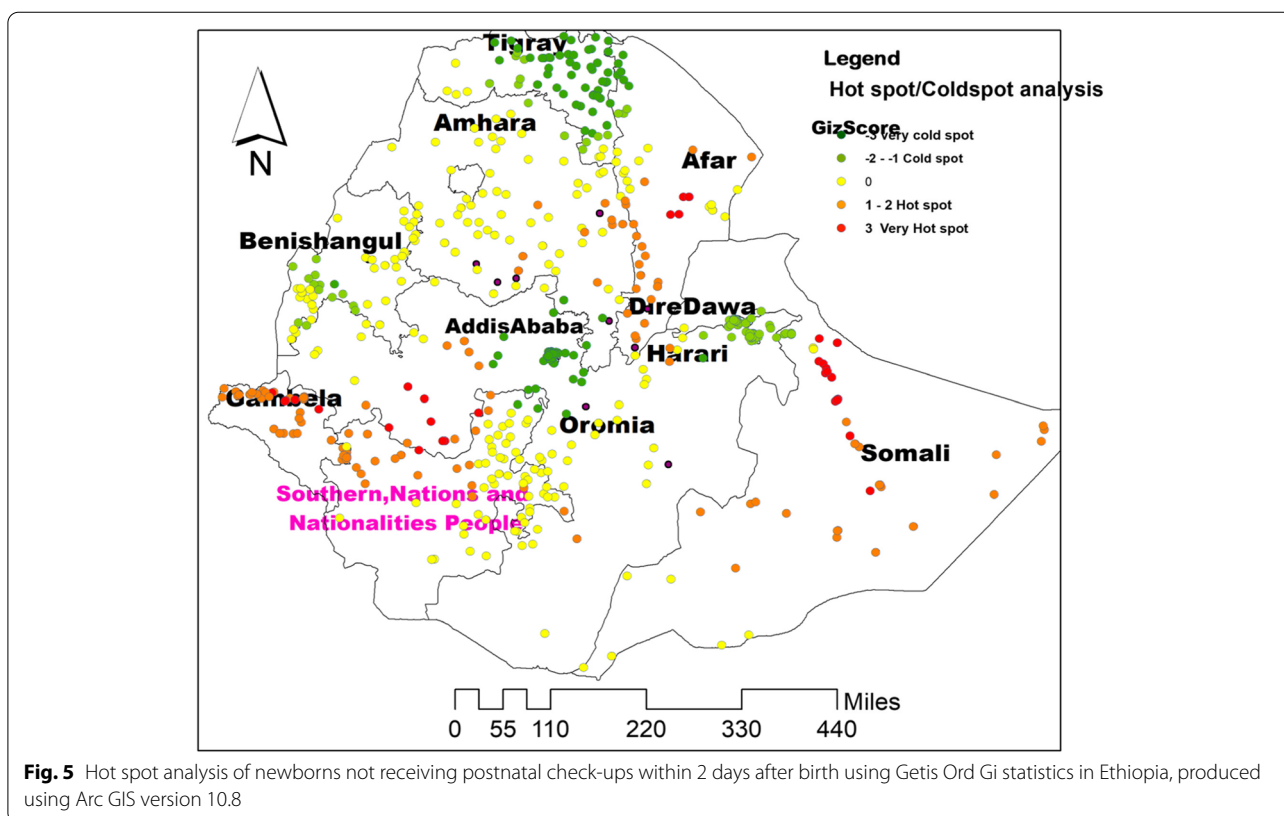 Tigray
Legend
Hot spot/Coldspot analysis
GizScore
-3 Very cold spot
-2 - -1 Cold spot
0
1 - 2 Hot spot
3 Very Hot spot
N
Amhara
Afar
Benishangul
DireDawa
AddisAbaba
Harari
Gambela
Oromia
Somali
Southern,Nations and
Nationalities People
Miles
0 55 110 220 330 440
Fig. 5 Hot spot analysis of newborns not receiving postnatal check-ups within 2 days after birth using Getis Ord Gi statistics in Ethiopia, produced
using Arc GIS version 10.8